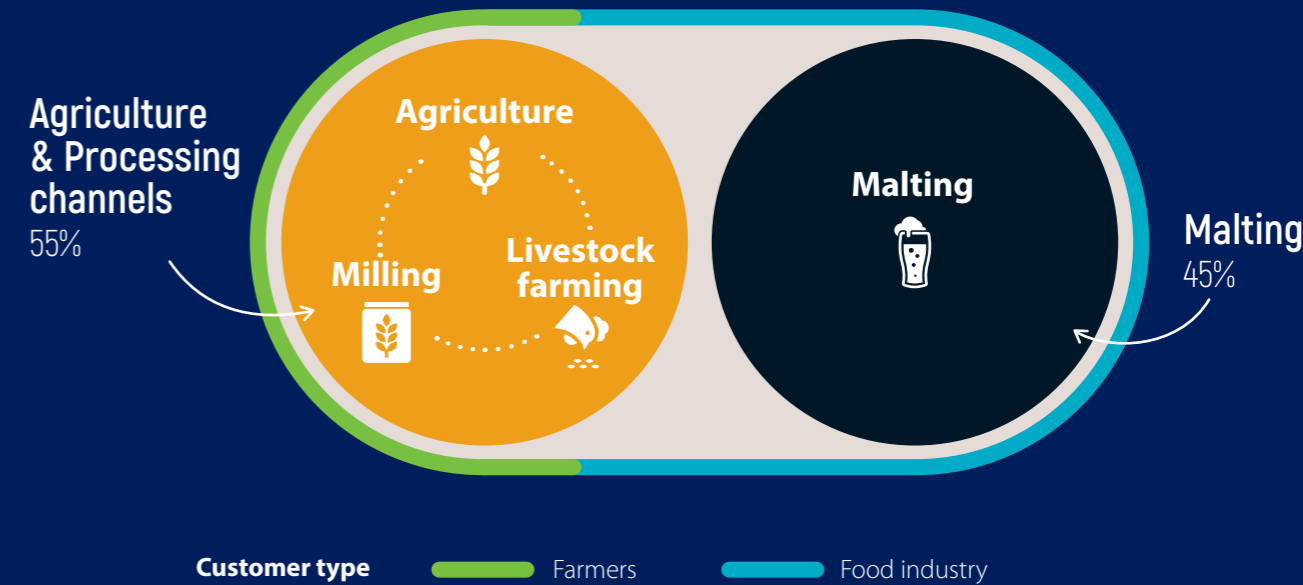 Agriculture
& Processing
channels
55%
Agriculture
Milling
Livestock
farming
Malting
Malting
45%
Customer type
Farmers
Food industry